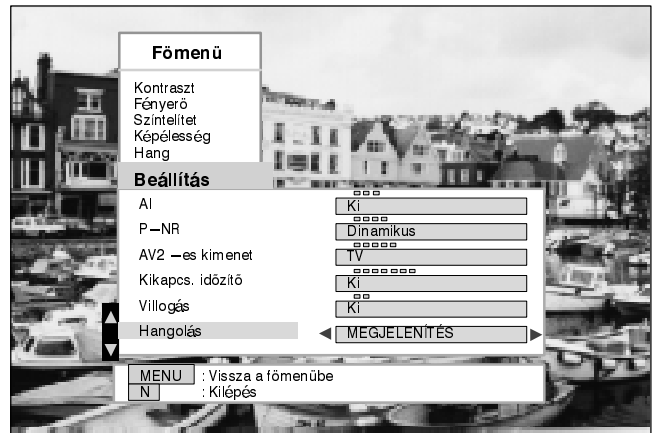 Fömenü
Kontraszt
Fényerö
Színtelítet
Képélesség
Hang
Beállítás
AI Ki
P–NR Dinamikus
AV2 –es kimenet TV
Kikapcs. időzítő Ki
Villogás Ki
Hangolás MEGJELENÍTÉS
MENU : Vissza a fömenübe
N : Kilépés